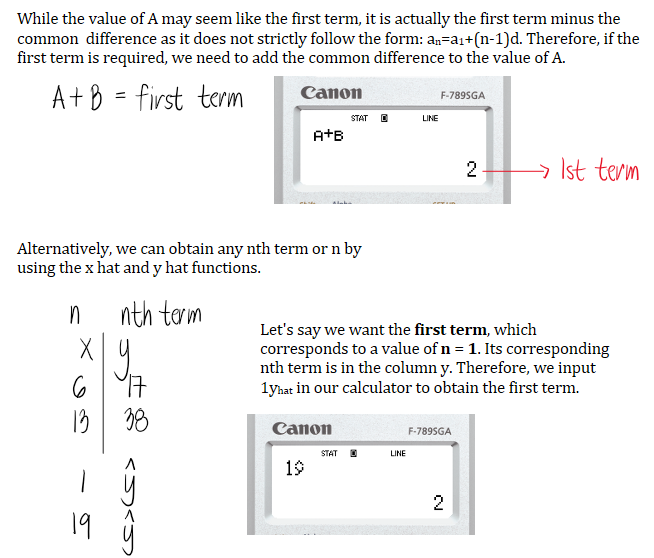 While the value of A may seem like the first term, it is actually the first term minus the
common difference as it does not strictly follow the form: aₙ=a₁+(n-1)d. Therefore, if the
first term is required, we need to add the common difference to the value of A.
A+B = first term
Canon
F-789SGA
STAT D LINE
A+B
2
→ 1st term
Alternatively, we can obtain any nth term or n by
using the x hat and y hat functions.
n nth term
X y
6 17
13 38
1 ŷ
19 ŷ
Let's say we want the first term, which
corresponds to a value of n = 1. Its corresponding
nth term is in the column y. Therefore, we input
1yhat in our calculator to obtain the first term.
Canon
F-789SGA
STAT D LINE
1ŷ
2